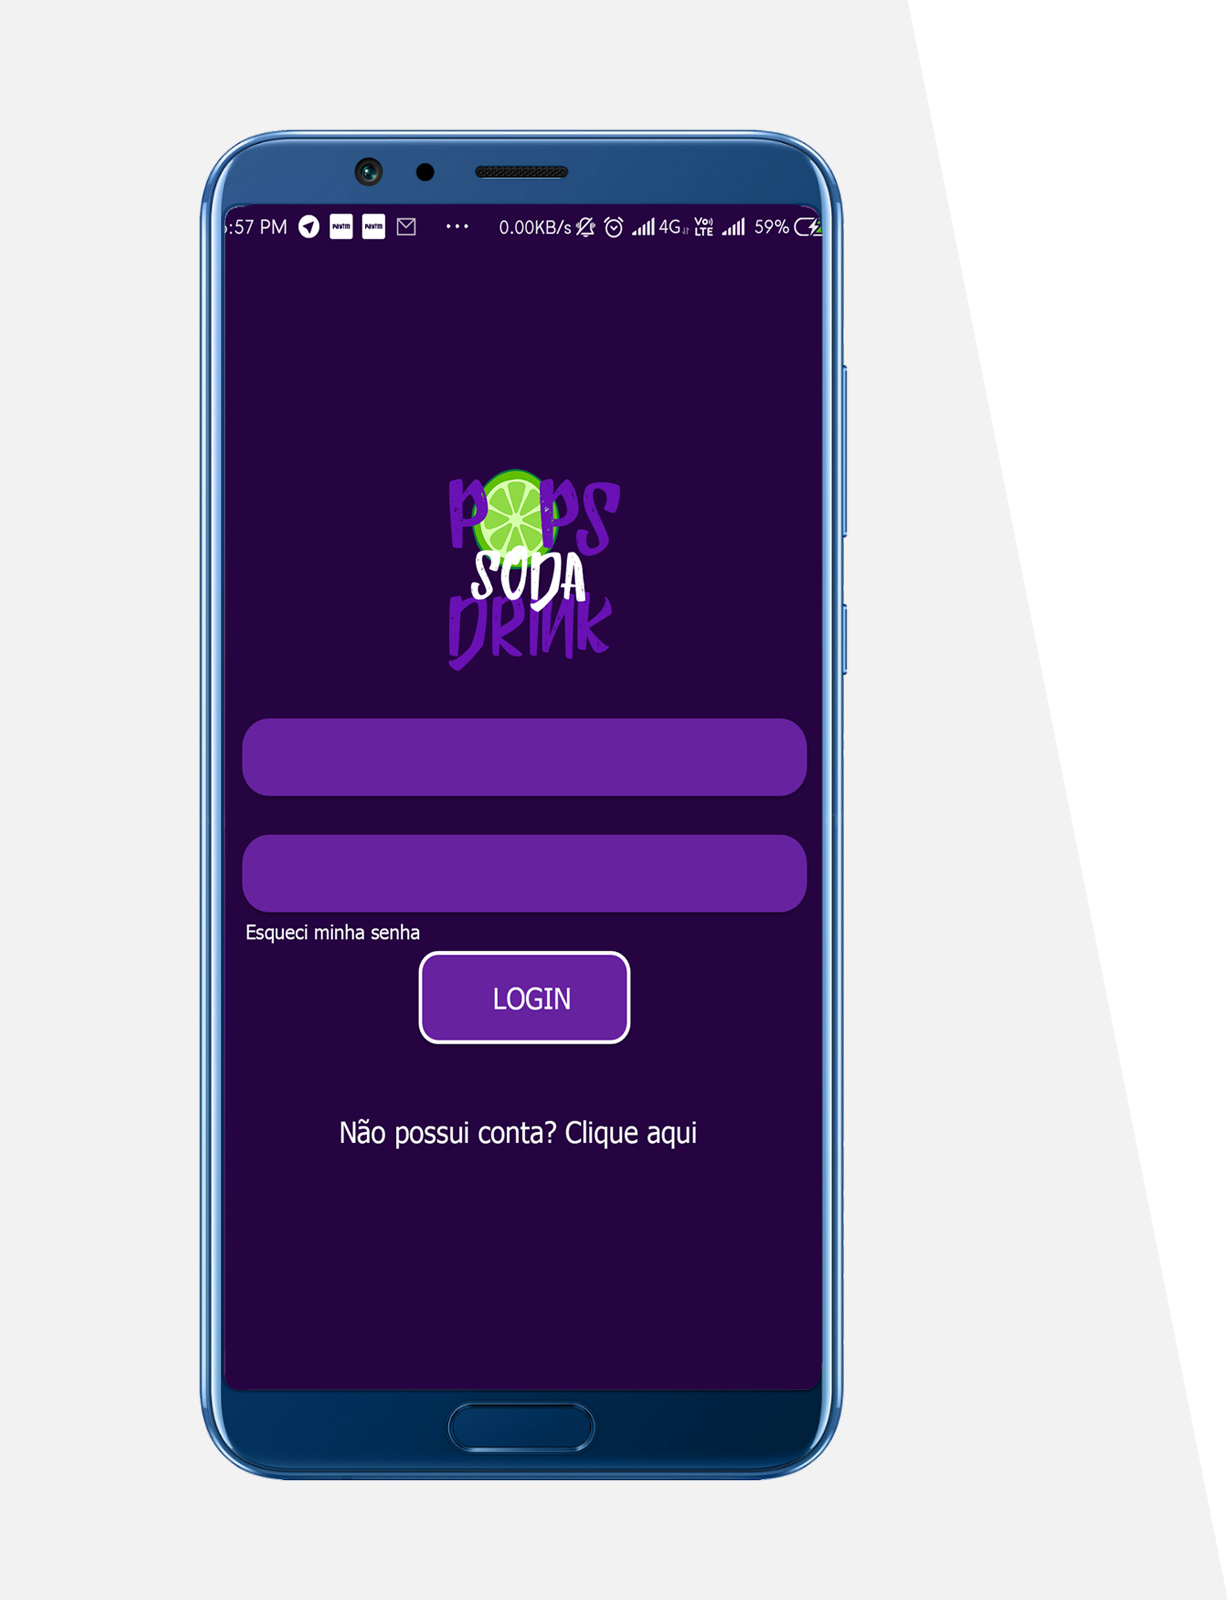 :57 PM paytm paytm ... 0.00KB/s 4G Vo)) LTE 59%
POPS
SODA
DRINK
Esqueci minha senha
LOGIN
Não possui conta? Clique aqui